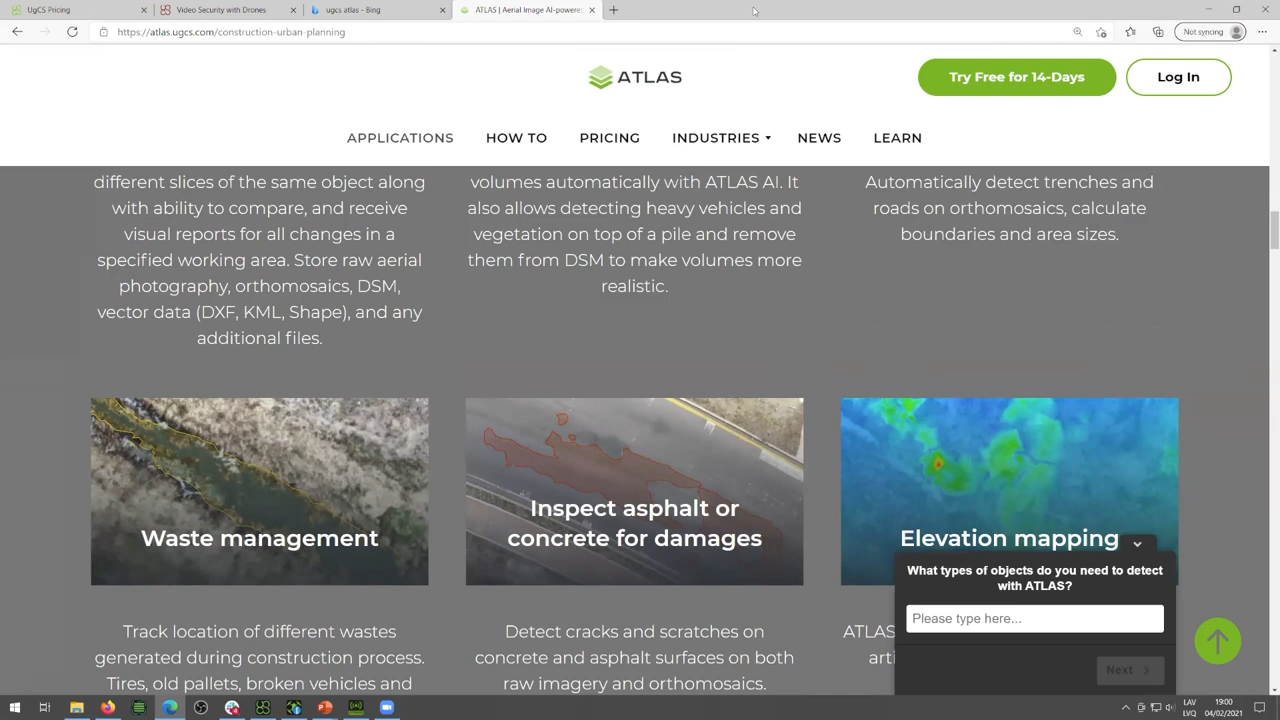 UgCS Pricing
Video Security with Drones
ugcs atlas - Bing
ATLAS | Aerial Image AI-powere
https://atlas.ugcs.com/construction-urban-planning
Not syncing
ATLAS
Try Free for 14-Days
Log In
APPLICATIONS
HOW TO
PRICING
INDUSTRIES
NEWS
LEARN
different slices of the same object along
with ability to compare, and receive
visual reports for all changes in a
specified working area. Store raw aerial
photography, orthomosaics, DSM,
vector data (DXF, KML, Shape), and any
additional files.
volumes automatically with ATLAS AI. It
also allows detecting heavy vehicles and
vegetation on top of a pile and remove
them from DSM to make volumes more
realistic.
Automatically detect trenches and
roads on orthomosaics, calculate
boundaries and area sizes.
Waste management
Inspect asphalt or
concrete for damages
Elevation mapping
Track location of different wastes
generated during construction process.
Tires, old pallets, broken vehicles and
Detect cracks and scratches on
concrete and asphalt surfaces on both
raw imagery and orthomosaics.
ATLAS
arti
What types of objects do you need to detect
with ATLAS?
Please type here...
Next
LAV
LVQ
19:00
04/02/2021